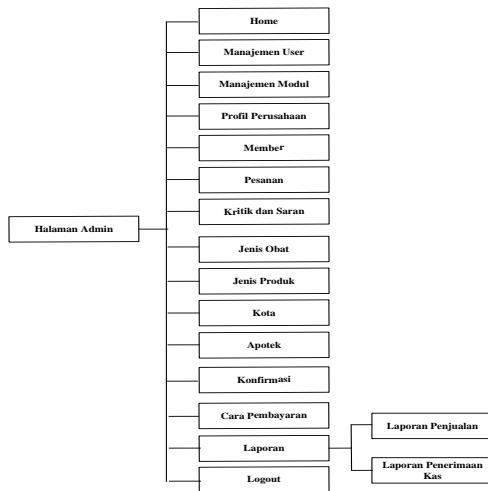 Home
Manajemen User
Manajemen Modul
Profil Perusahaan
Member
Pesanan
Kritik dan Saran
Halaman Admin
Jenis Obat
Jenis Produk
Kota
Apotek
Konfirmasi
Cara Pembayaran
Laporan Penjualan
Laporan
Laporan Penerimaan
Kas
Logout